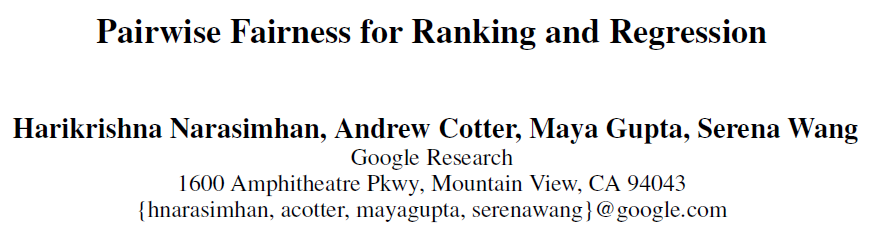 Pairwise Fairness for Ranking and Regression
Harikrishna Narasimhan, Andrew Cotter, Maya Gupta, Serena Wang
Google Research
1600 Amphitheatre Pkwy, Mountain View, CA 94043
{hnarasimhan, acotter, mayagupta, serenawang}@google.com